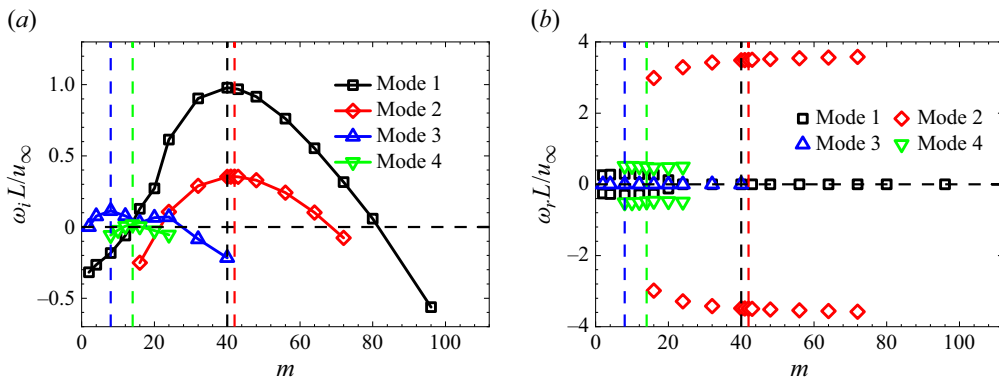 (a)
ω_i L/u_∞
1.0
0.5
0
−0.5
0 20 40 60 80 100
m
Mode 1
Mode 2
Mode 3
Mode 4
(b)
ω_r L/u_∞
4
2
0
−2
−4
0 20 40 60 80 100
m
Mode 1 Mode 2
Mode 3 Mode 4